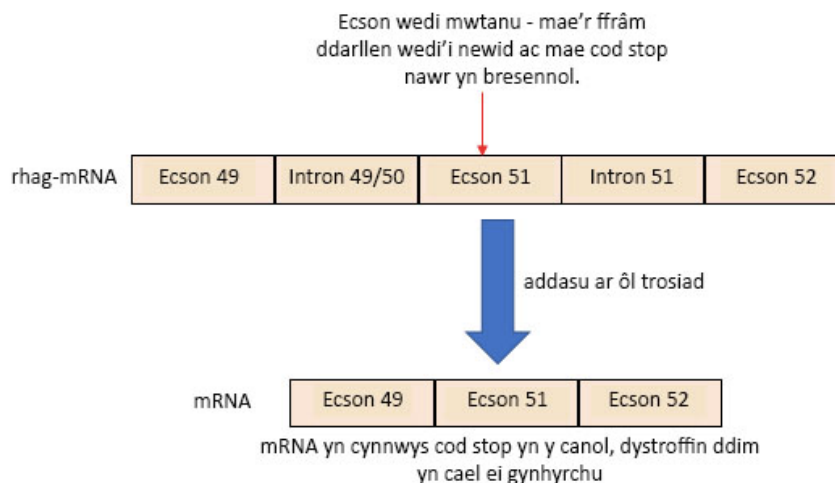 Ecson wedi mwtanu - mae'r ffrâm
ddarllen wedi'i newid ac mae cod stop
nawr yn bresennol.
rhag-mRNA Ecson 49 Intron 49/50 Ecson 51 Intron 51 Ecson 52
addasu ar ôl trosiad
mRNA Ecson 49 Ecson 51 Ecson 52
mRNA yn cynnwys cod stop yn y canol, dystroffin ddim
yn cael ei gynhyrchu